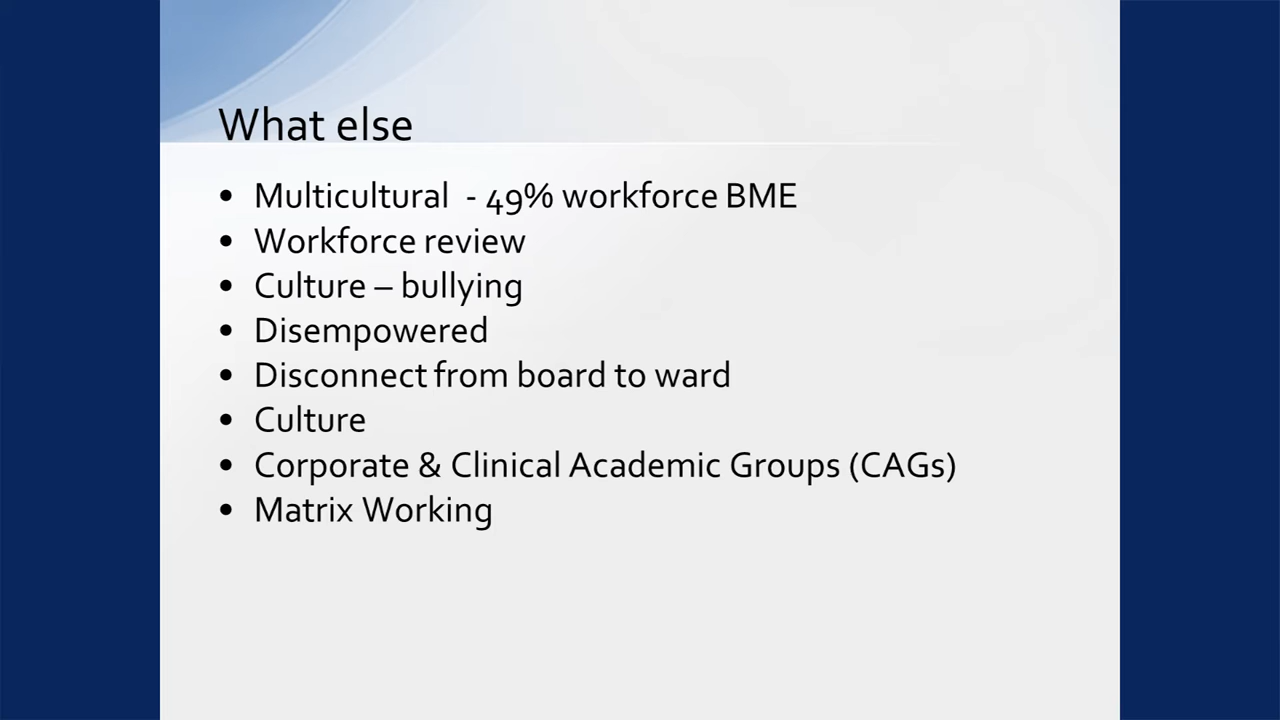 What else
• Multicultural  - 49% workforce BME
• Workforce review
• Culture – bullying
• Disempowered
• Disconnect from board to ward
• Culture
• Corporate & Clinical Academic Groups (CAGs)
• Matrix Working